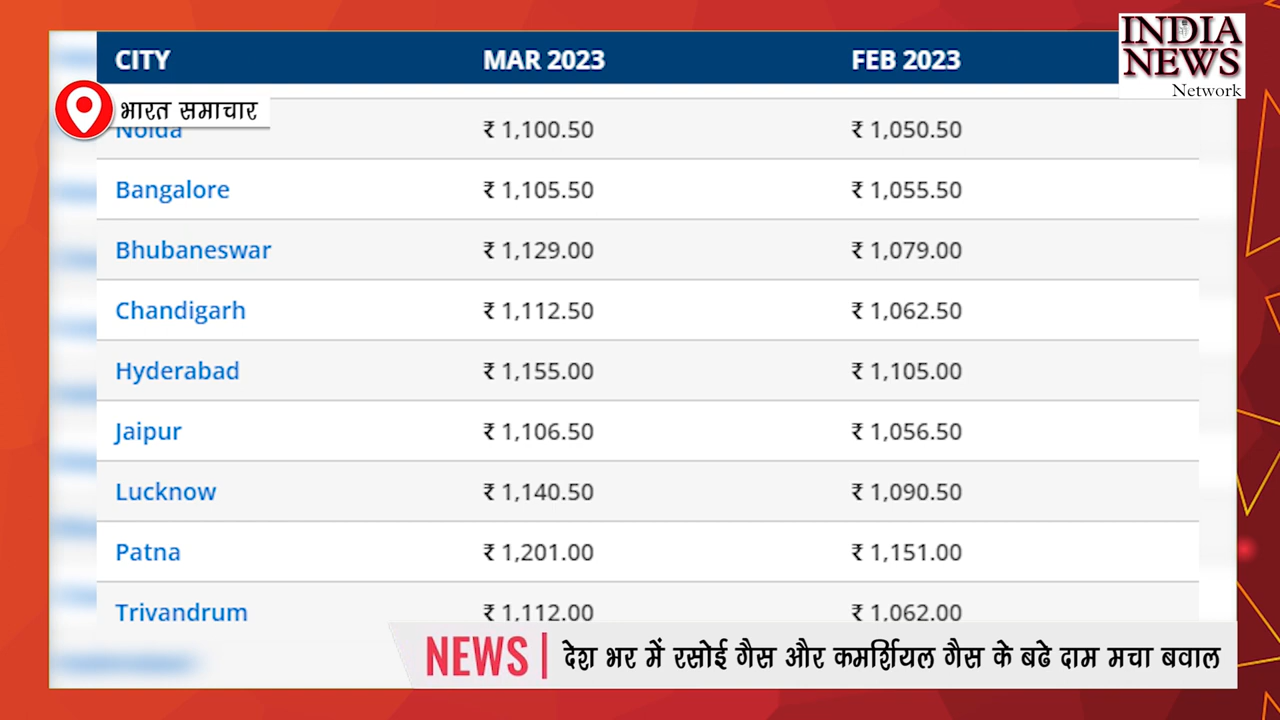 CITY MAR 2023 FEB 2023
INDIA
NEWS
Network
भारत समाचार
Noida ₹ 1,100.50 ₹ 1,050.50
Bangalore ₹ 1,105.50 ₹ 1,055.50
Bhubaneswar ₹ 1,129.00 ₹ 1,079.00
Chandigarh ₹ 1,112.50 ₹ 1,062.50
Hyderabad ₹ 1,155.00 ₹ 1,105.00
Jaipur ₹ 1,106.50 ₹ 1,056.50
Lucknow ₹ 1,140.50 ₹ 1,090.50
Patna ₹ 1,201.00 ₹ 1,151.00
Trivandrum ₹ 1,112.00 ₹ 1,062.00
NEWS | देश भर में रसोई गैस और कमर्शियल गैस के बढे दाम मचा बवाल